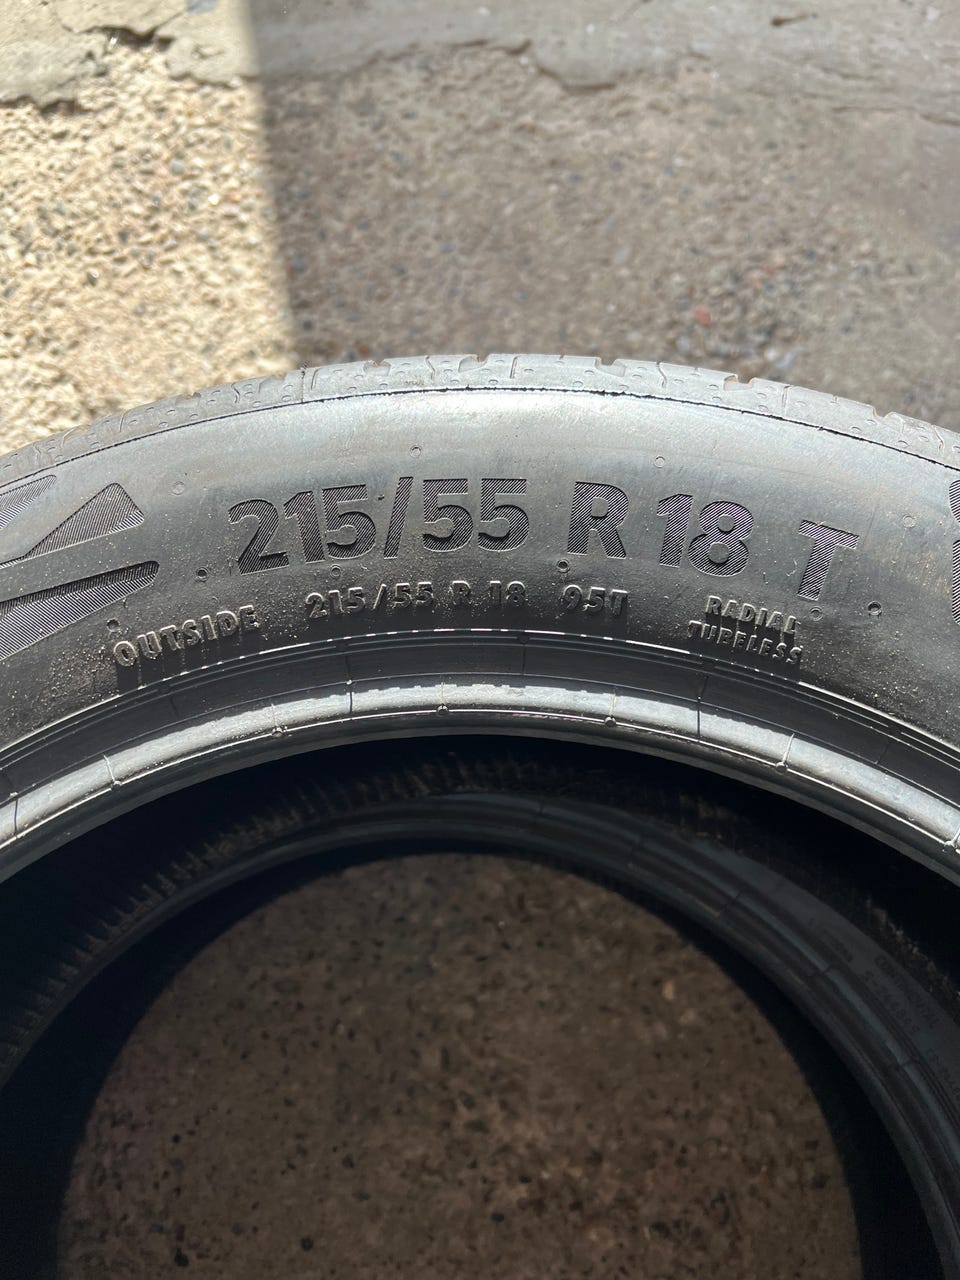 215/55 R 18 T
OUTSIDE 215/55 R 18 95T RADIAL
TUBELESS